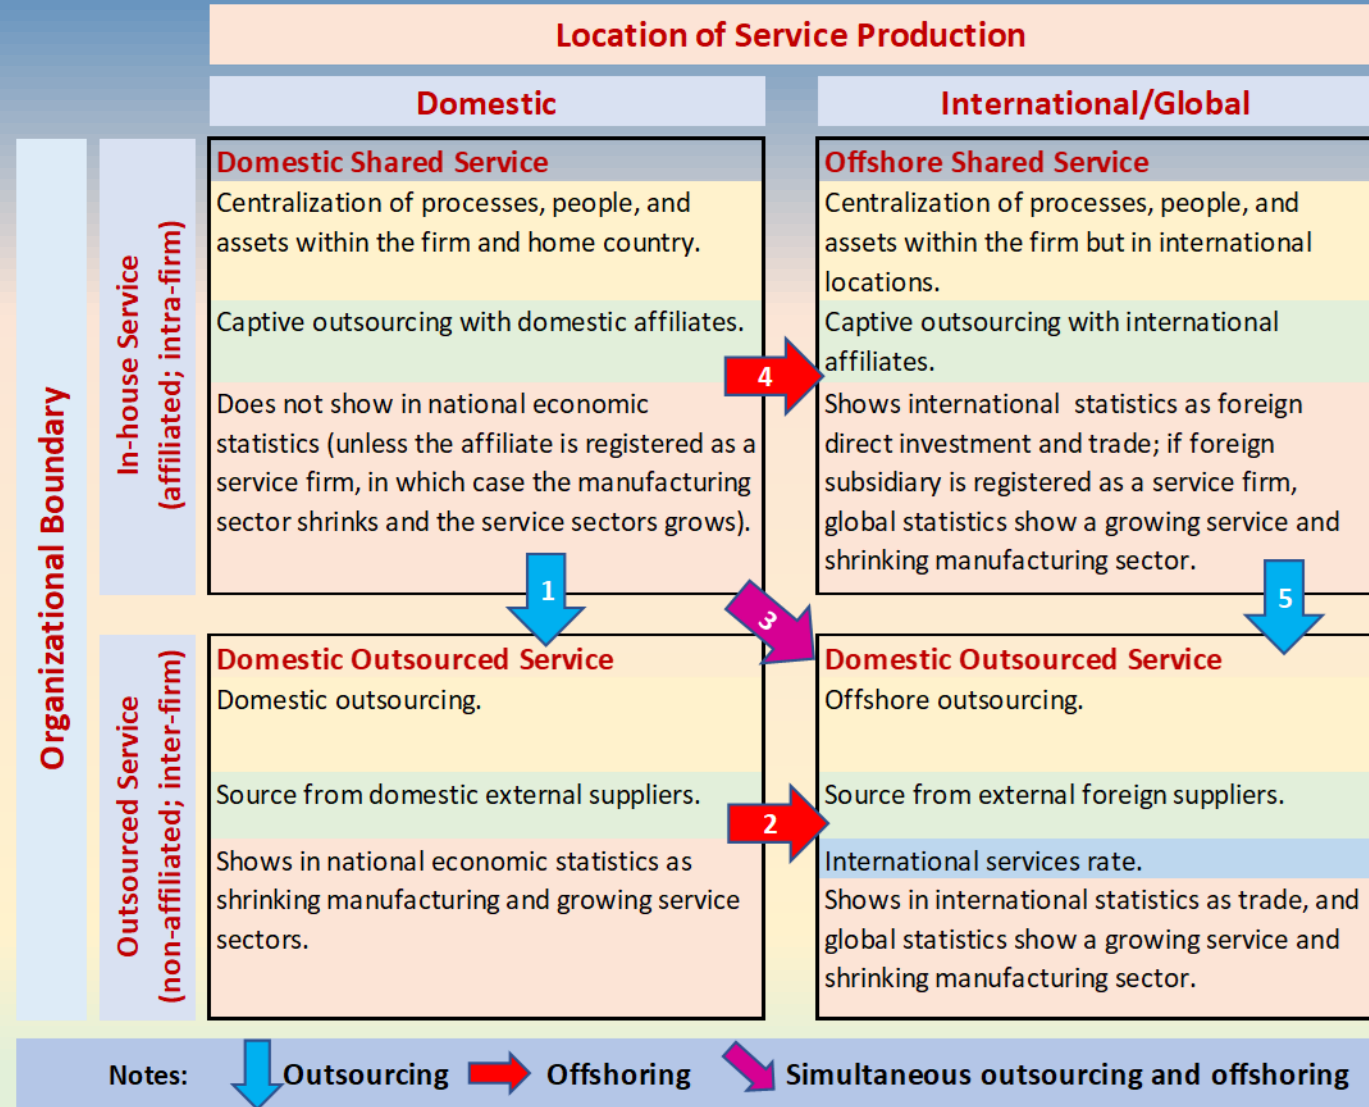 Location of Service Production
Domestic
International/Global
Organizational Boundary
In-house Service
(affiliated; intra-firm)
Domestic Shared Service
Centralization of processes, people, and
assets within the firm and home country.
Captive outsourcing with domestic affiliates.
Does not show in national economic
statistics (unless the affiliate is registered as a
service firm, in which case the manufacturing
sector shrinks and the service sectors grows).
Offshore Shared Service
Centralization of processes, people, and
assets within the firm but in international
locations.
Captive outsourcing with international
affiliates.
Shows international statistics as foreign
direct investment and trade; if foreign
subsidiary is registered as a service firm,
global statistics show a growing service and
shrinking manufacturing sector.
4
1
3
5
Outsourced Service
(non-affiliated; inter-firm)
Domestic Outsourced Service
Domestic outsourcing.
Source from domestic external suppliers.
Shows in national economic statistics as
shrinking manufacturing and growing service
sectors.
2
Domestic Outsourced Service
Offshore outsourcing.
Source from external foreign suppliers.
International services rate.
Shows in international statistics as trade, and
global statistics show a growing service and
shrinking manufacturing sector.
Notes: Outsourcing Offshoring Simultaneous outsourcing and offshoring